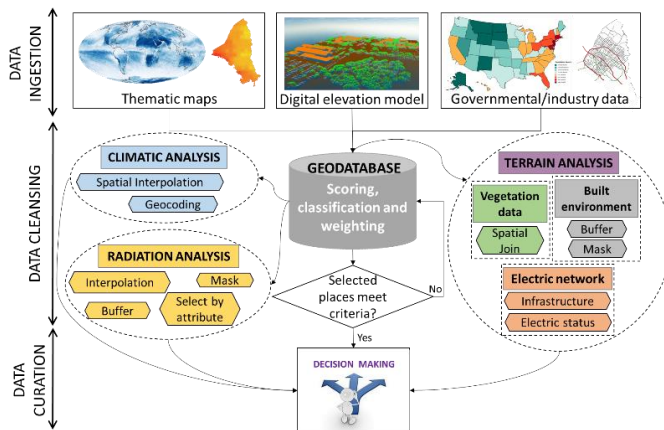 DATA
INGESTION
Thematic maps
Digital elevation model
Governmental/industry data
DATA CLEANSING
CLIMATIC ANALYSIS
Spatial Interpolation
Geocoding
RADIATION ANALYSIS
Interpolation
Mask
Buffer
Select by
attribute
GEODATABASE
Scoring,
classification and
weighting
Selected
places meet
criteria?
No
Yes
TERRAIN ANALYSIS
Vegetation
data
Spatial
Join
Built
environment
Buffer
Mask
Electric network
Infrastructure
Electric status
DATA
CURATION
DECISION MAKING